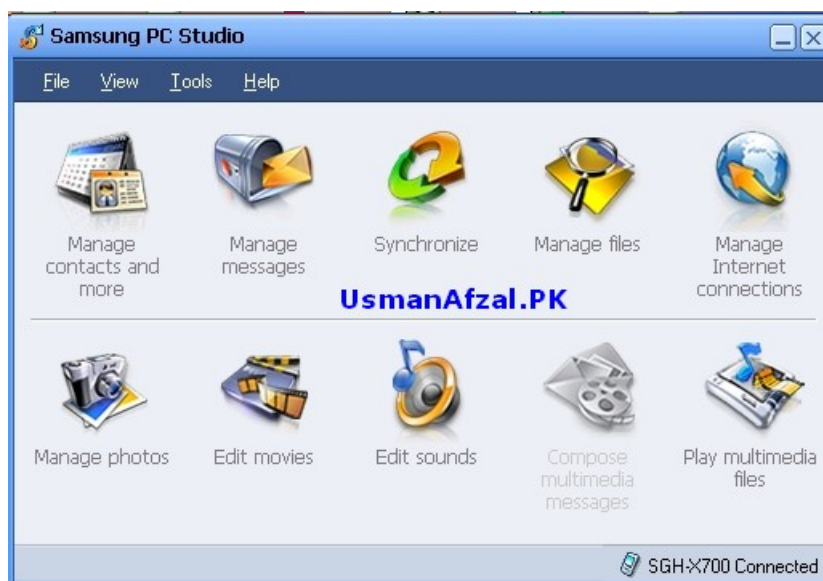 Samsung PC Studio
File View Tools Help
Manage contacts and more
Manage messages
Synchronize
Manage files
Manage Internet connections
UsmanAfzal.PK
Manage photos
Edit movies
Edit sounds
Compose multimedia messages
Play multimedia files
SGH-X700 Connected